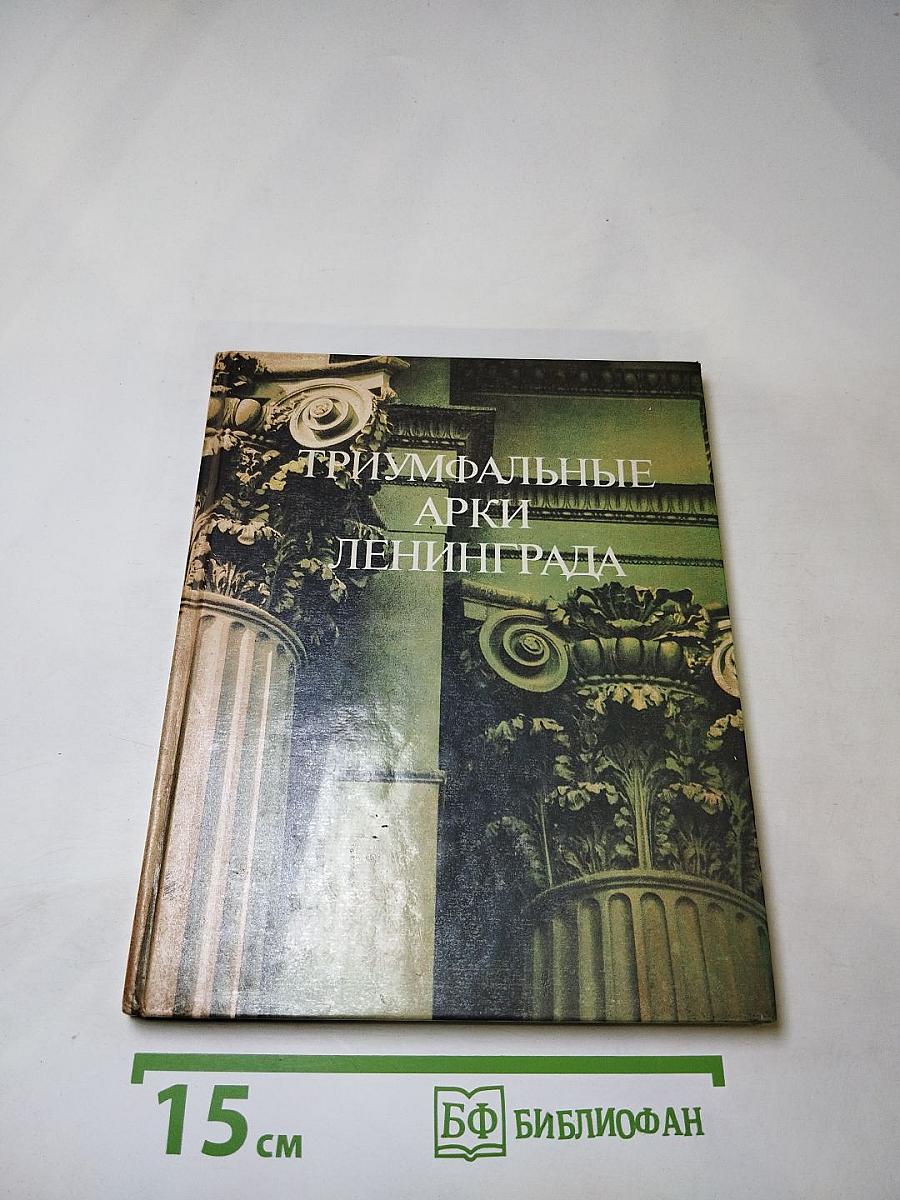 ТРИУМФАЛЬНЫЕ
АРКИ
ЛЕНИНГРАДА
15 см
БФ БИБЛИОФАН